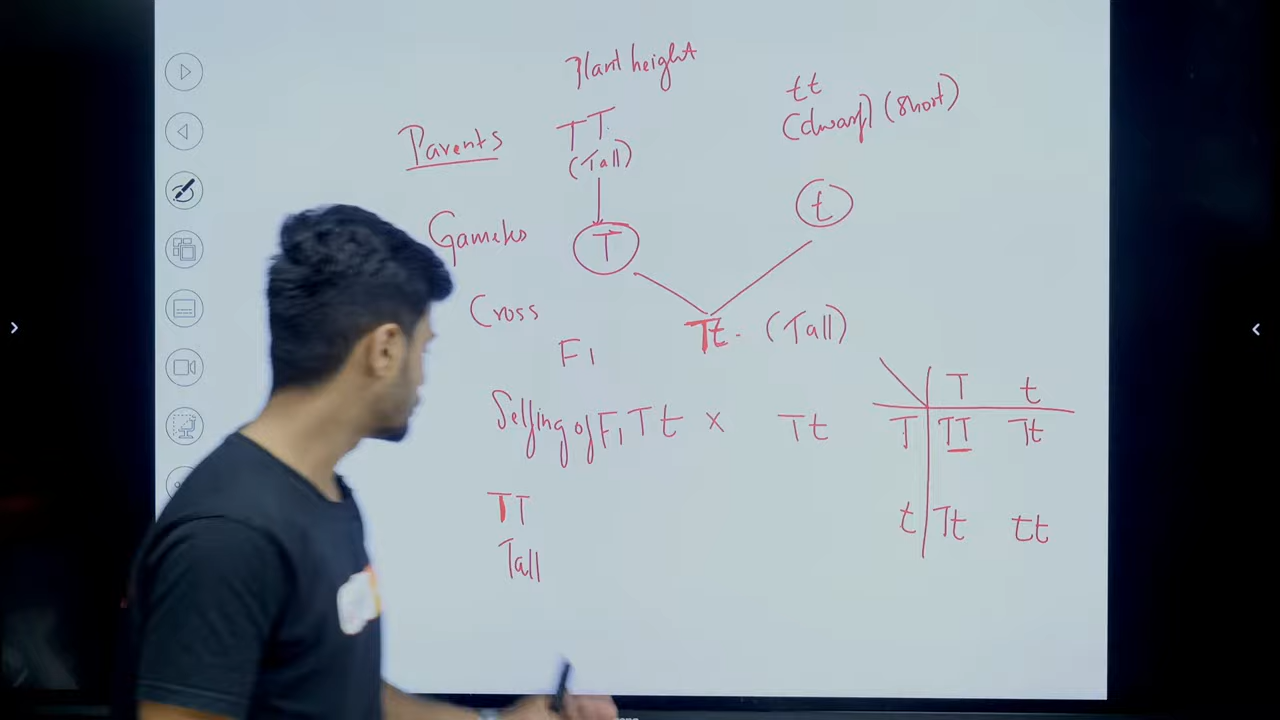 Plant height
tt
(dwarf) (Short)
Parents
TT
(Tall)
Gametes
T
t
Cross
Tt. (Tall)
F1
Selfing of F1 Tt x Tt
T t
T TT Tt
t Tt tt
TT
Tall